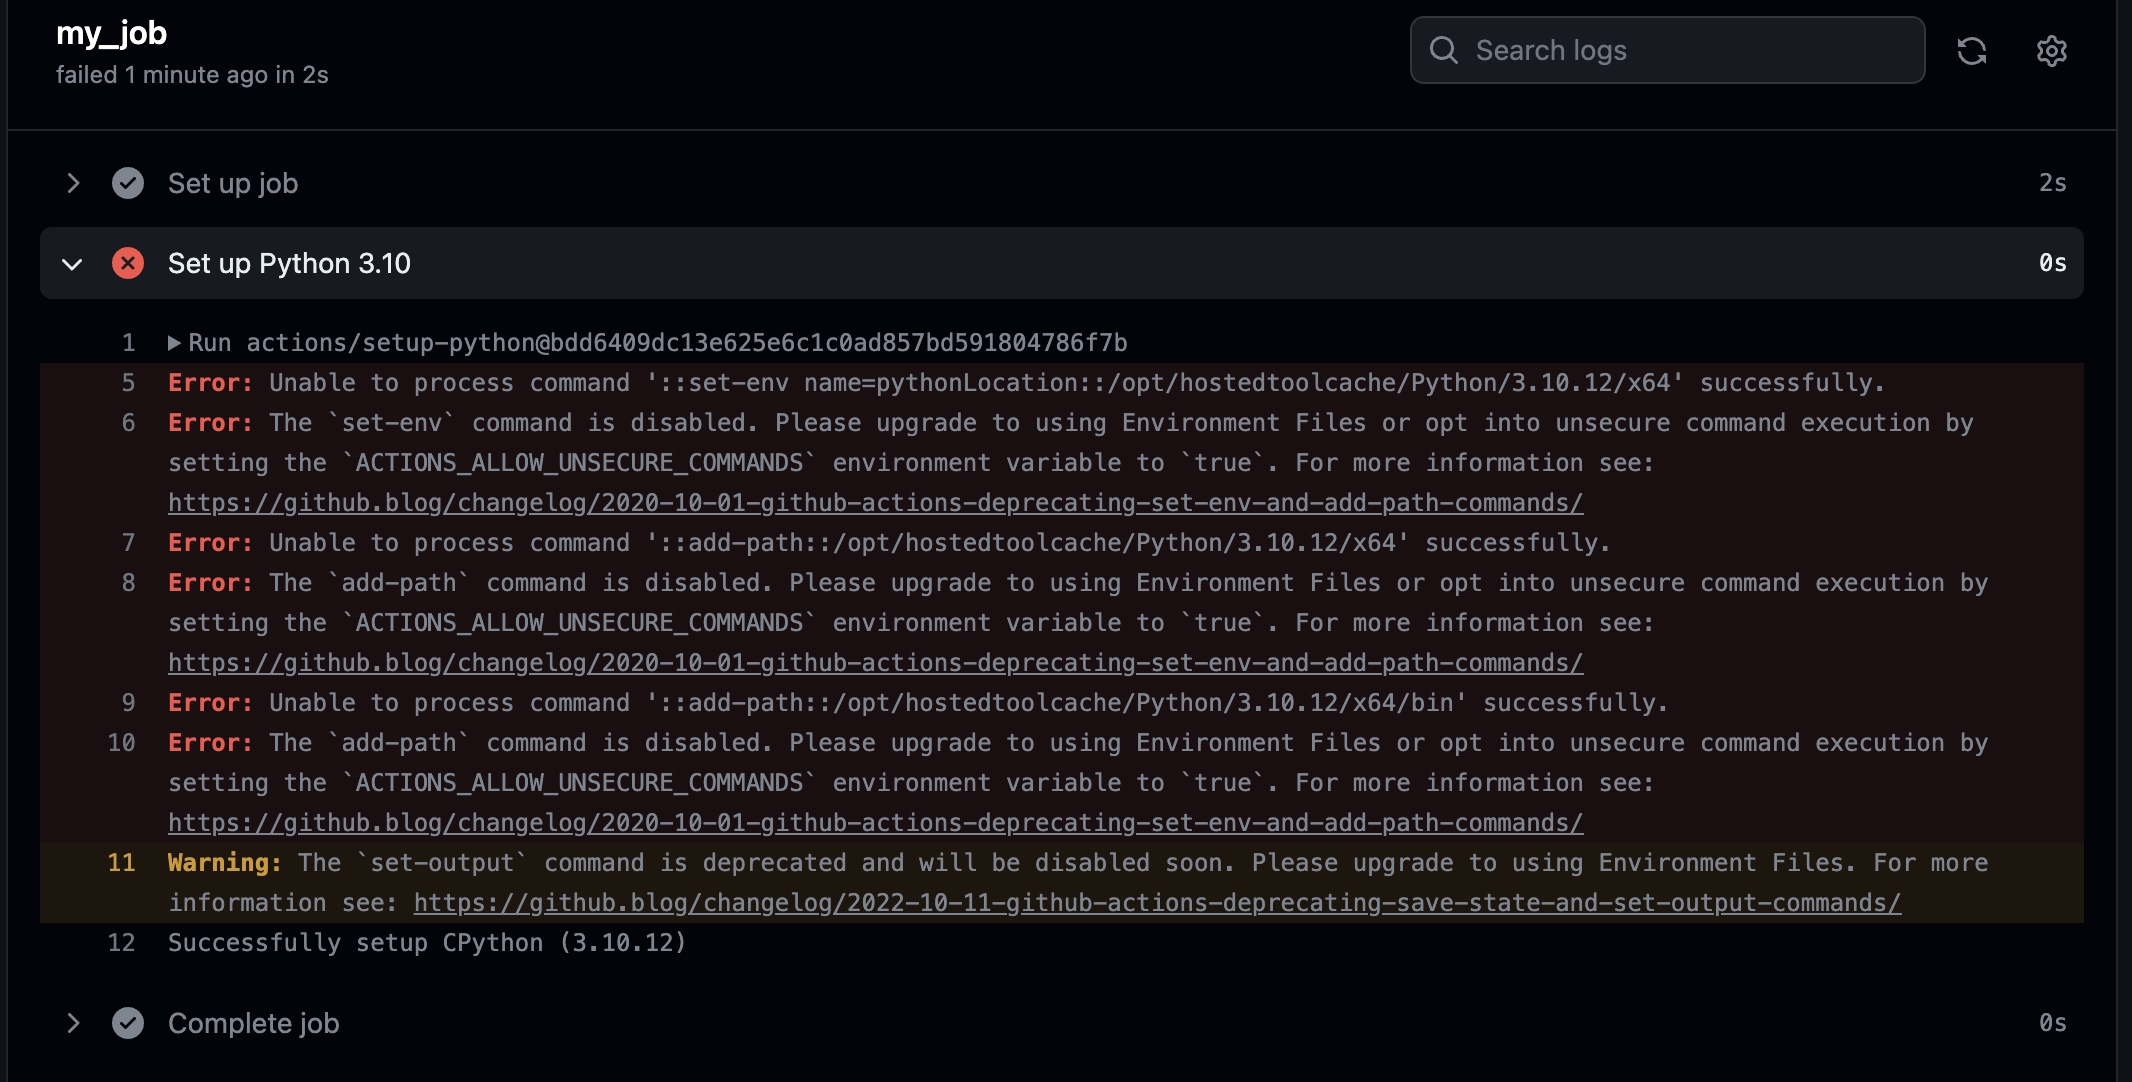 my_job
failed 1 minute ago in 2s
Search logs
Set up job 2s
Set up Python 3.10 0s
1 Run actions/setup-python@bdd6409dc13e625e6c1c0ad857bd591804786f7b
5 Error: Unable to process command '::set-env name=pythonLocation::/opt/hostedtoolcache/Python/3.10.12/x64' successfully.
6 Error: The `set-env` command is disabled. Please upgrade to using Environment Files or opt into unsecure command execution by
setting the `ACTIONS_ALLOW_UNSECURE_COMMANDS` environment variable to `true`. For more information see:
https://github.blog/changelog/2020-10-01-github-actions-deprecating-set-env-and-add-path-commands/
7 Error: Unable to process command '::add-path::/opt/hostedtoolcache/Python/3.10.12/x64' successfully.
8 Error: The `add-path` command is disabled. Please upgrade to using Environment Files or opt into unsecure command execution by
setting the `ACTIONS_ALLOW_UNSECURE_COMMANDS` environment variable to `true`. For more information see:
https://github.blog/changelog/2020-10-01-github-actions-deprecating-set-env-and-add-path-commands/
9 Error: Unable to process command '::add-path::/opt/hostedtoolcache/Python/3.10.12/x64/bin' successfully.
10 Error: The `add-path` command is disabled. Please upgrade to using Environment Files or opt into unsecure command execution by
setting the `ACTIONS_ALLOW_UNSECURE_COMMANDS` environment variable to `true`. For more information see:
https://github.blog/changelog/2020-10-01-github-actions-deprecating-set-env-and-add-path-commands/
11 Warning: The `set-output` command is deprecated and will be disabled soon. Please upgrade to using Environment Files. For more
information see: https://github.blog/changelog/2022-10-11-github-actions-deprecating-save-state-and-set-output-commands/
12 Successfully setup CPython (3.10.12)
Complete job 0s